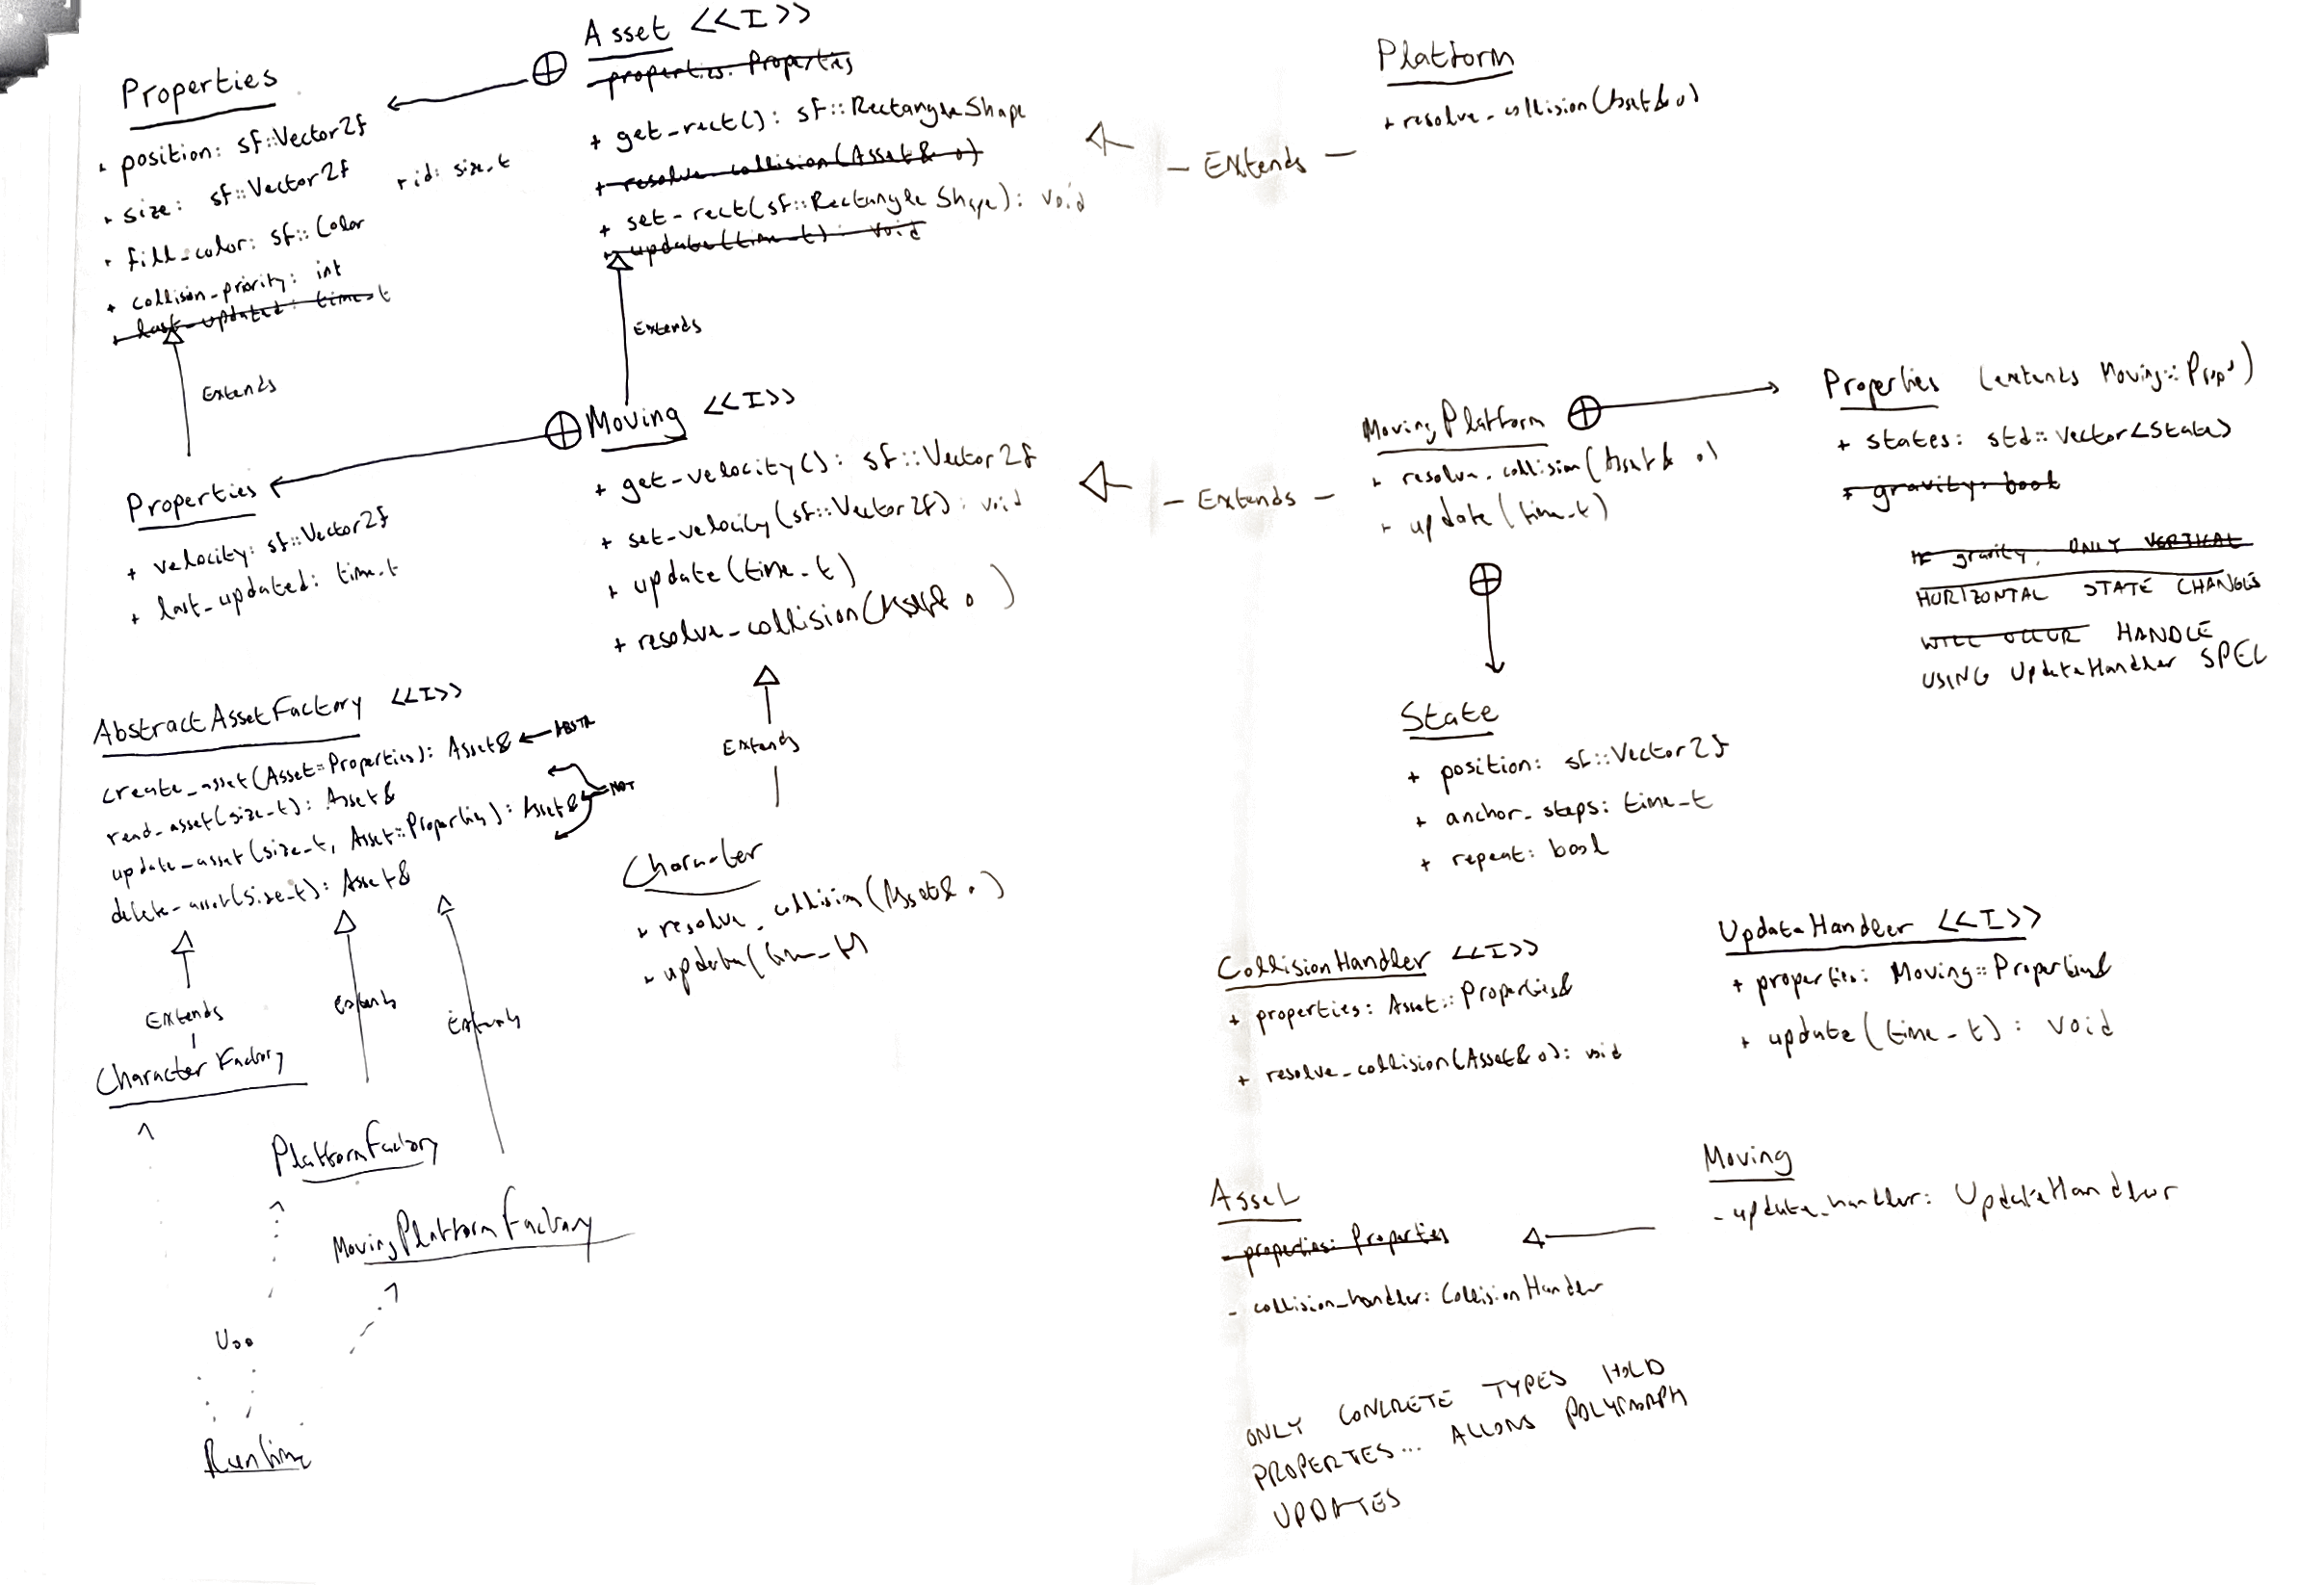 Asset <<I>>
properties: Properties
+ get_rect(): sf::RectangleShape
+ resolve_collision(Asset& o)
+ set_rect(sf::RectangleShape): void
+ update(time_t): void
Properties
+ position: sf::Vector2f
+ size: sf::Vector2f
+ id: size_t
+ fill_color: sf::Color
+ collision_priority: int
+ last_updated: time_t
Extends
Extends
Platform
+ resolve_collision(Asset& o)
- Extends -
Moving <<I>>
+ get_velocity(): sf::Vector2f
+ set_velocity(sf::Vector2f): void
+ update(time_t)
+ resolve_collision(Asset& o)
Properties
+ velocity: sf::Vector2f
+ last_updated: time_t
- Extends -
MovingPlatform
+ resolve_collision(Asset& o)
+ update(time_t)
Properties (extends Moving::Prop')
+ states: std::vector<State>
+ gravity: bool
IF gravity, ONLY VERTICAL
HORIZONTAL STATE CHANGES
WILL OCCUR HANDLE
USING UpdateHandler SPEC
State
+ position: sf::Vector2f
+ anchor_steps: time_t
+ repeat: bool
AbstractAssetFactory <<I>>
create_asset(Asset::Properties): Asset& ABSTR
read_asset(size_t): Asset&
NOT
update_asset(size_t, Asset::Properties): Asset&
delete_asset(size_t): Asset&
Extends
Character
+ resolve_collision(Asset& o)
+ update(time_t)
Extends
Extends
Extends
CharacterFactory
PlatformFactory
MovingPlatformFactory
Runtime
CollisionHandler <<I>>
+ properties: Asset::Properties&
+ resolve_collision(Asset& o): void
UpdateHandler <<I>>
+ properties: Moving::Properties&
+ update(time_t): void
Asset
- properties: Properties
- collision_handler: CollisionHandler
Moving
- update_handler: UpdateHandler
ONLY CONCRETE TYPES HOLD
PROPERTES... ALLOWS POLYMORPH
UPDATES